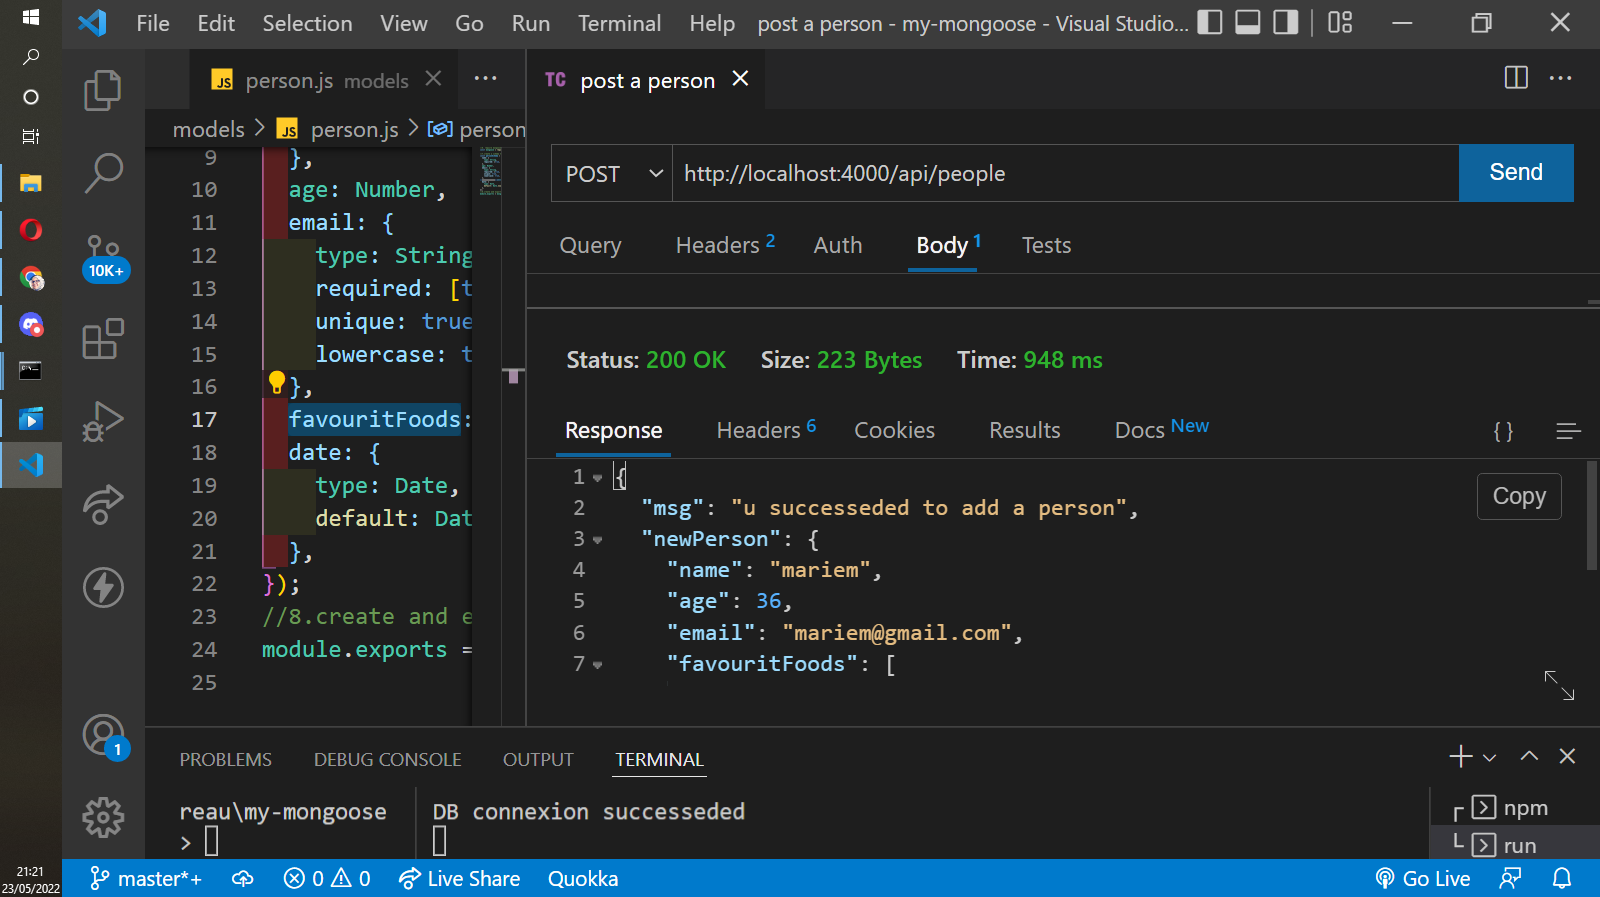 File Edit Selection View Go Run Terminal Help post a person - my-mongoose - Visual Studio...
JS person.js models
TC post a person
models > JS person.js > person
POST http://localhost:4000/api/people Send
Query Headers 2 Auth Body 1 Tests
9 },
10 age: Number,
11 email: {
12 type: String
13 required: [t
14 unique: true
15 lowercase: t
16 },
17 favouritFoods:
18 date: {
19 type: Date,
20 default: Dat
21 },
22 });
23 //8.create and e
24 module.exports =
25
10K+
1
Status: 200 OK Size: 223 Bytes Time: 948 ms
Response Headers 6 Cookies Results Docs New { }
Copy
1 {
2 "msg": "u successeded to add a person",
3 "newPerson": {
4 "name": "mariem",
5 "age": 36,
6 "email": "mariem@gmail.com",
7 "favouritFoods": [
PROBLEMS DEBUG CONSOLE OUTPUT TERMINAL
reau\my-mongoose
>
DB connexion successeded
npm
run
21:21
23/05/2022
master*+ 0 0 Live Share Quokka Go Live